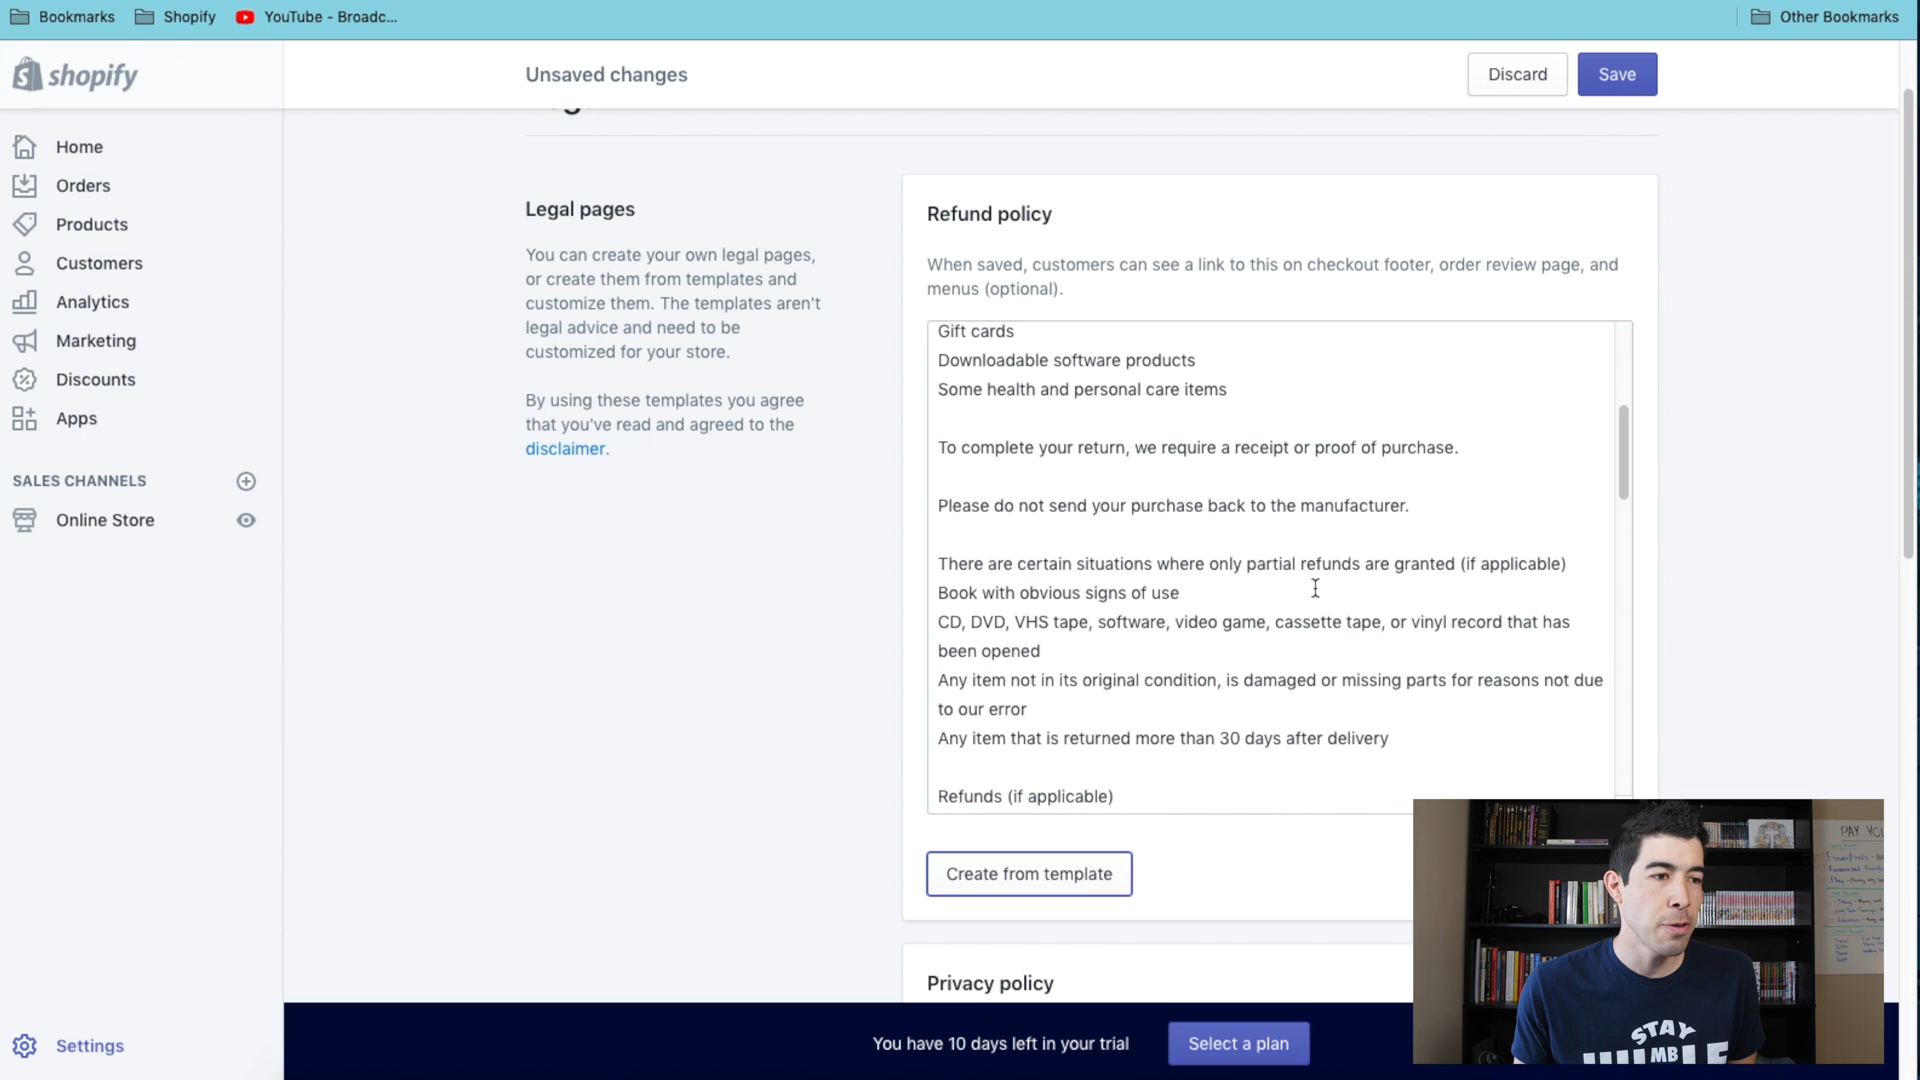 Bookmarks
Shopify
YouTube - Broadc...
Other Bookmarks
shopify
Unsaved changes
Discard
Save
Home
Orders
Products
Customers
Analytics
Marketing
Discounts
Apps
SALES CHANNELS
Online Store
Settings
Legal pages
You can create your own legal pages,
or create them from templates and
customize them. The templates aren't
legal advice and need to be
customized for your store.
By using these templates you agree
that you've read and agreed to the
disclaimer.
Refund policy
When saved, customers can see a link to this on checkout footer, order review page, and
menus (optional).
Gift cards
Downloadable software products
Some health and personal care items
To complete your return, we require a receipt or proof of purchase.
Please do not send your purchase back to the manufacturer.
There are certain situations where only partial refunds are granted (if applicable)
Book with obvious signs of use
CD, DVD, VHS tape, software, video game, cassette tape, or vinyl record that has
been opened
Any item not in its original condition, is damaged or missing parts for reasons not due
to our error
Any item that is returned more than 30 days after delivery
Refunds (if applicable)
Create from template
Privacy policy
You have 10 days left in your trial
Select a plan
PAY YO
STAY